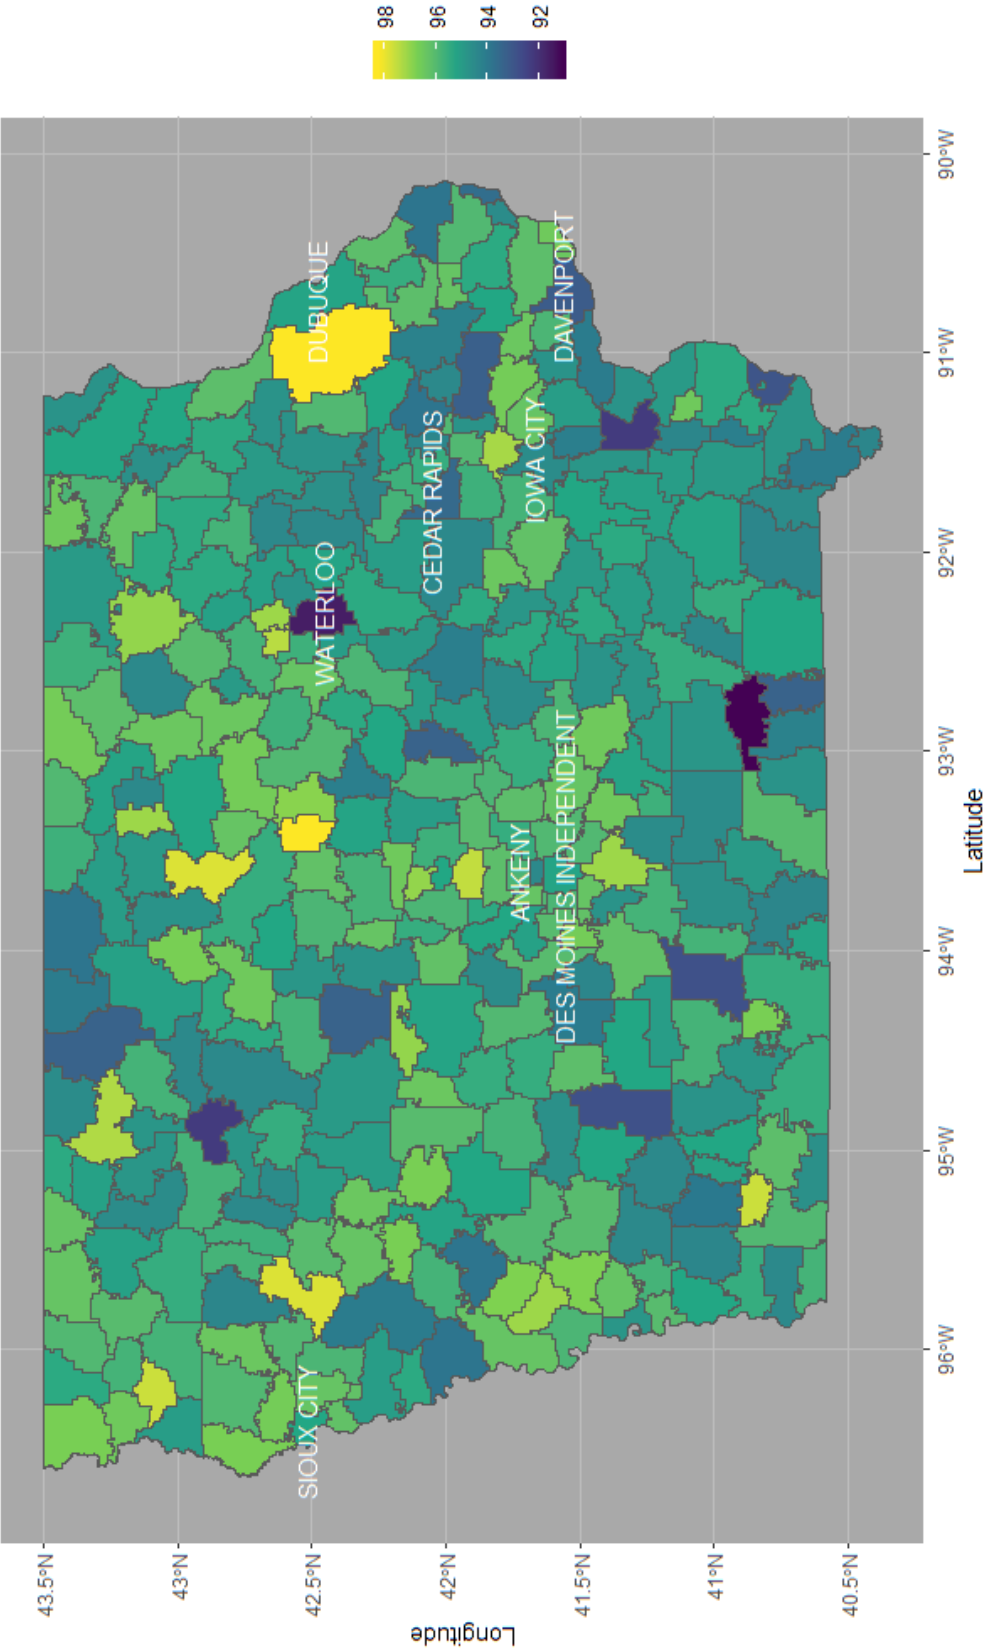 43.5°N
43°N
42.5°N
42°N
41.5°N
41°N
40.5°N
Longitude
96°W
95°W
94°W
93°W
92°W
91°W
90°W
Latitude
SIOUX CITY
WATERLOO
DUBUQUE
CEDAR RAPIDS
ANKENY
IOWA CITY
DES MOINES INDEPENDENT
DAVENPORT
98
96
94
92